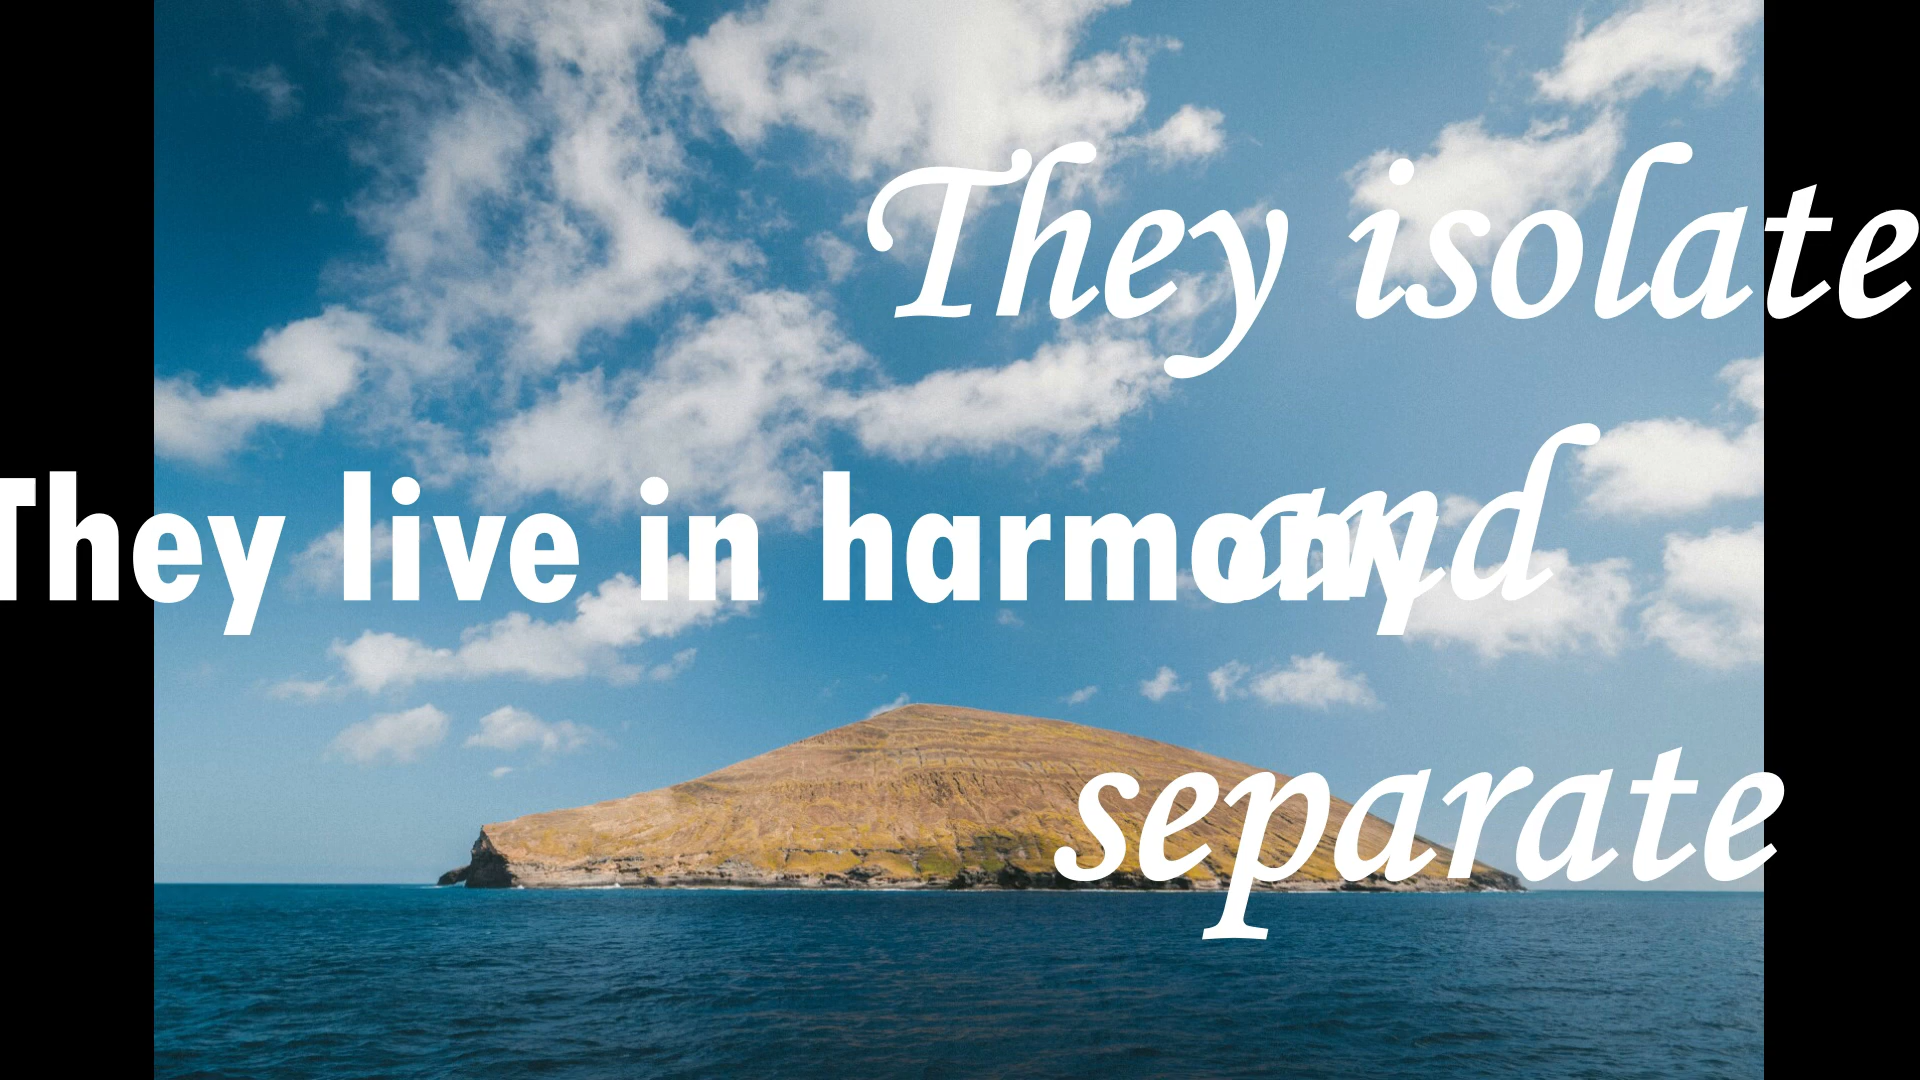 They isolate
and
separate
They live in harmony